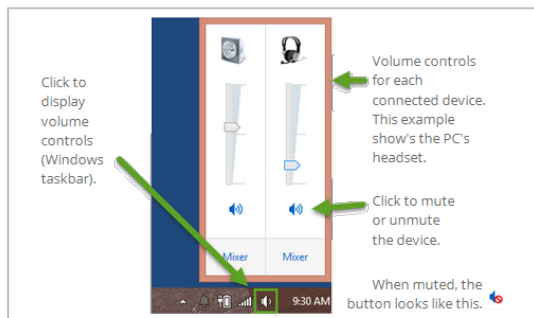 Click to
display
volume
controls
(Windows
taskbar).
Volume controls
for each
connected device.
This example
show's the PC's
headset.
Click to mute
or unmute
the device.
Mixer
Mixer
When muted, the
button looks like this.
9:30 AM